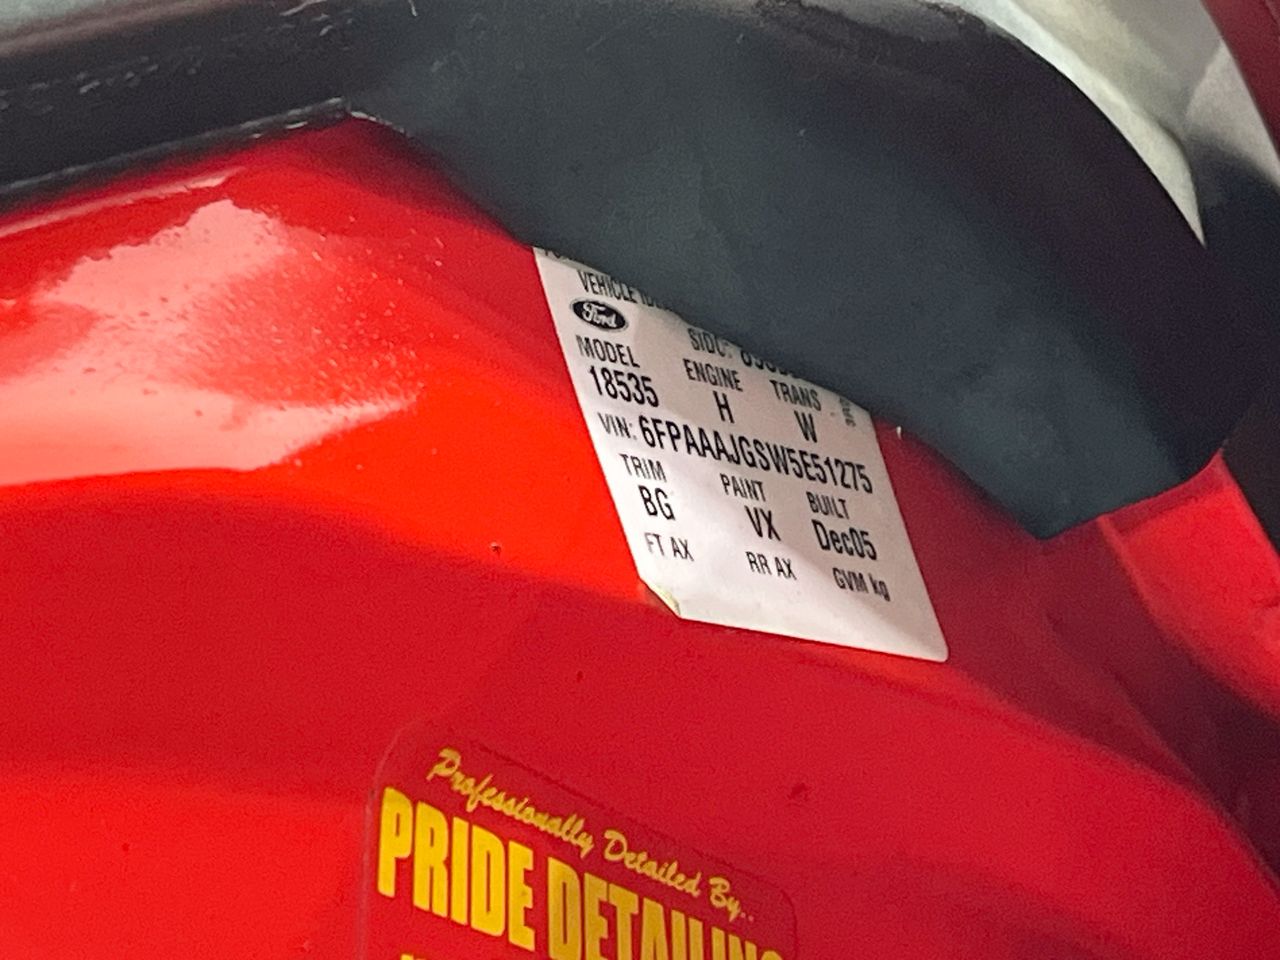 VEHICLE
Ford
SIDC:
MODEL ENGINE TRANS
18535 H W
VIN: 6FPAAAJGSW5E51275
TRIM PAINT BUILT
BG VX Dec05
FT AX RR AX GVM kg
Professionally Detailed By..
PRIDE DETAILING